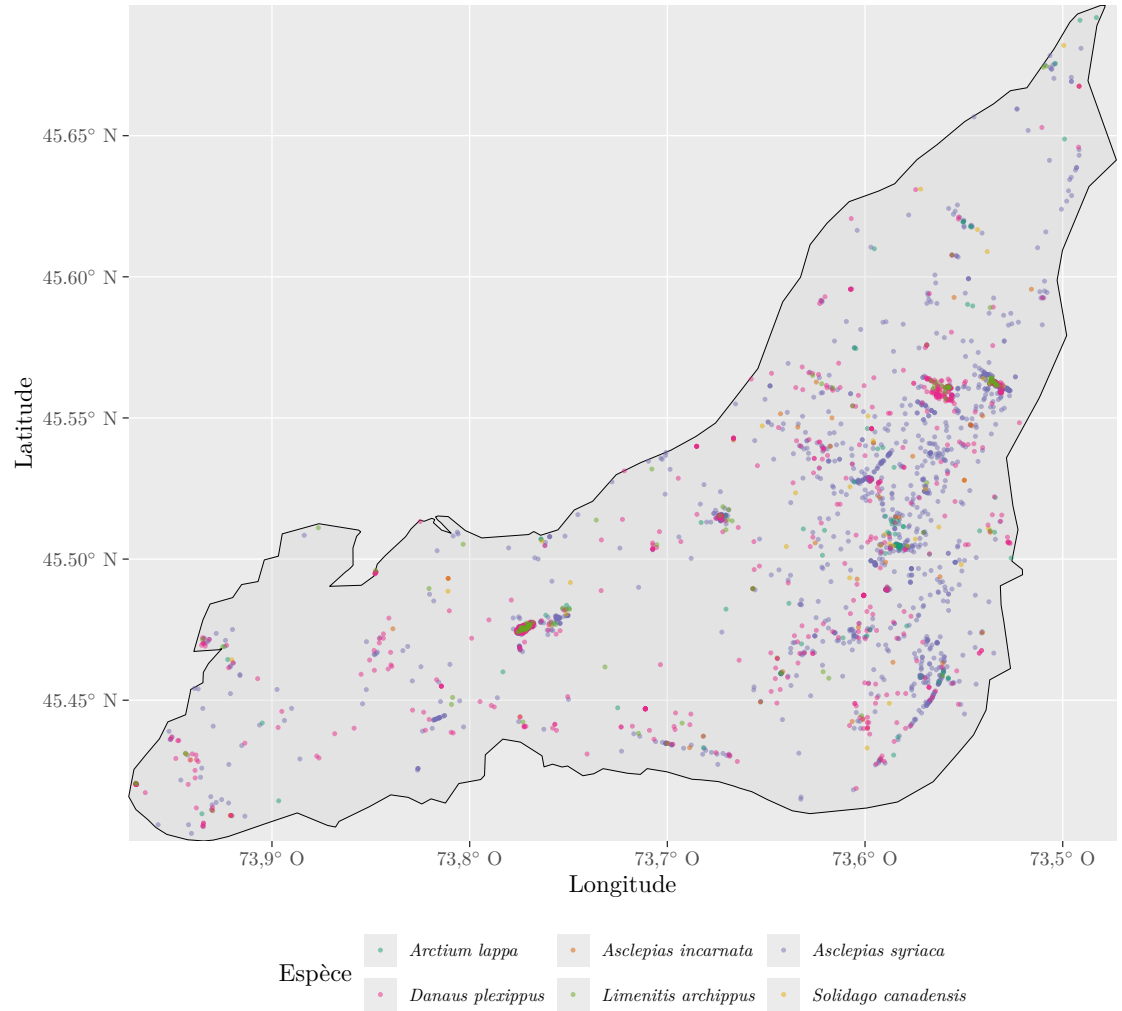 45.65° N
45.60° N
45.55° N
45.50° N
45.45° N
Latitude
73,9° O 73,8° O 73,7° O 73,6° O 73,5° O
Longitude
Espèce
Arctium lappa Asclepias incarnata Asclepias syriaca
Danaus plexippus Limenitis archippus Solidago canadensis